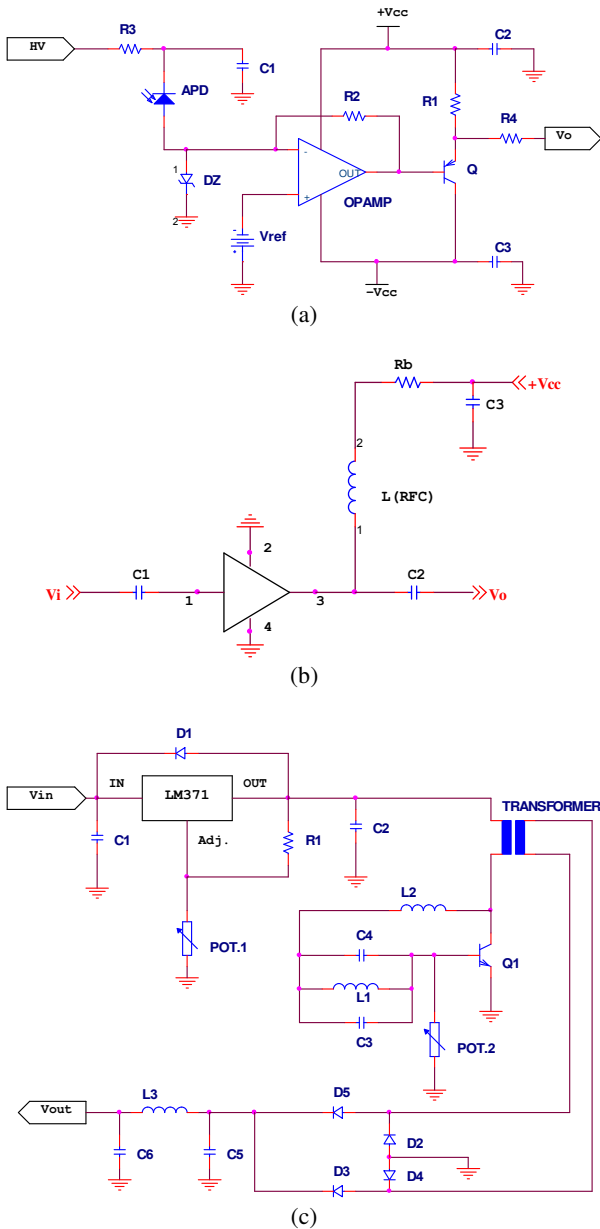 +Vcc
HV
R3
C2
APD
C1
R2
R1
R4
Vo
1
DZ
2
-
+
OUT
OPAMP
Q
Vref
-
+
C3
-Vcc
(a)
Rb
+Vcc
C3
2
L(RFC)
1
2
Vi
C1
1
3
C2
Vo
4
(b)
D1
Vin
IN
LM371
OUT
TRANSFORMER
C1
Adj.
R1
C2
POT.1
L2
C4
Q1
L1
C3
POT.2
Vout
L3
D5
C6
C5
D2
D3
D4
(c)